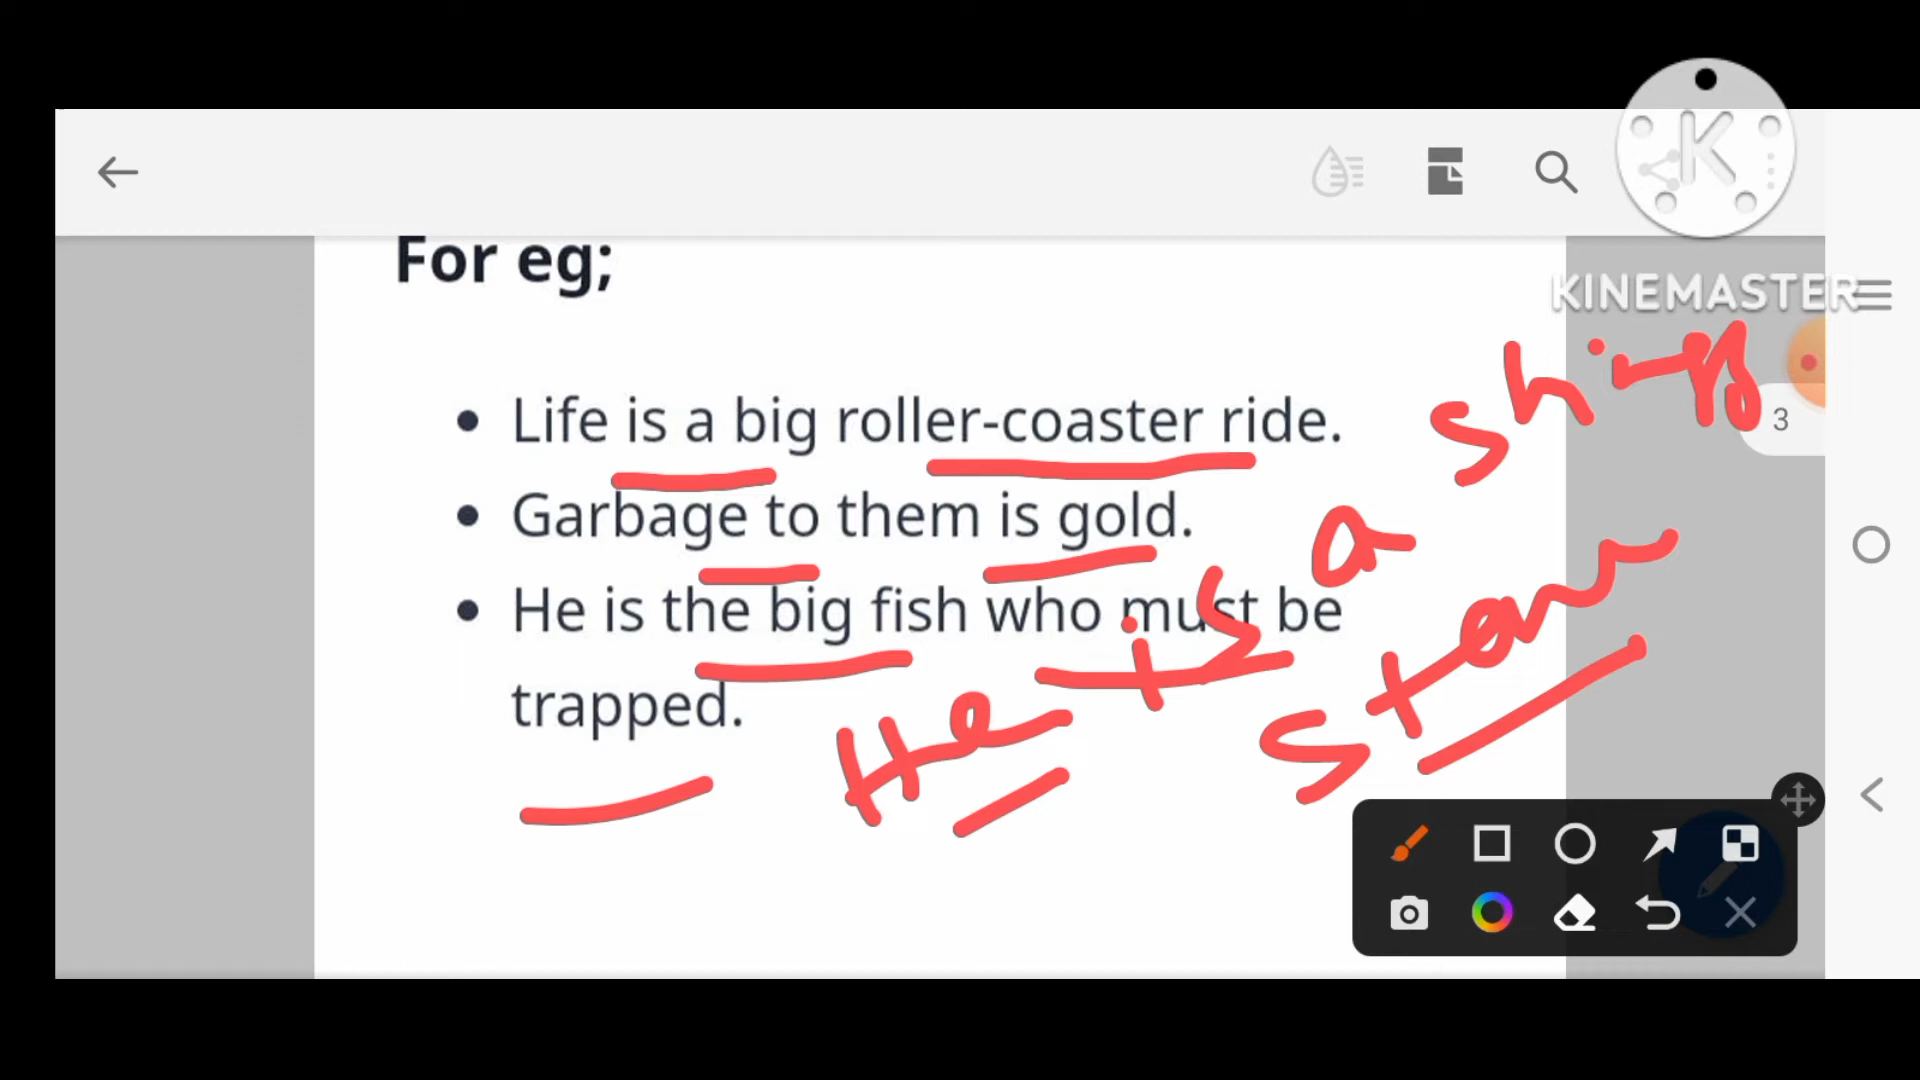 K
KINEMASTER
For eg;
Life is a big roller-coaster ride.
3
Garbage to them is gold.
He is the big fish who must be
trapped.
He is a
star